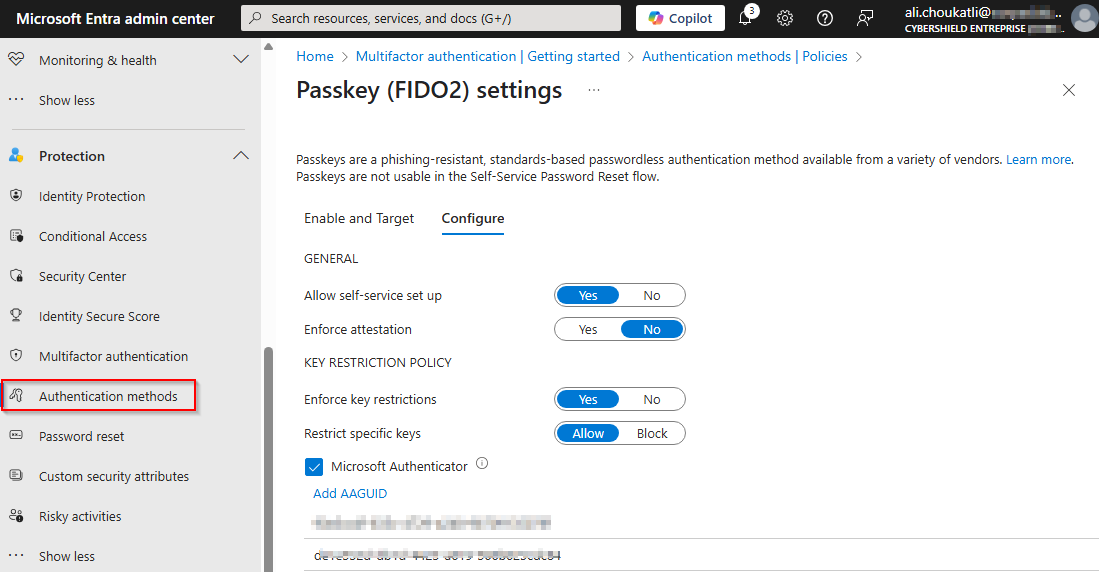 Microsoft Entra admin center
Search resources, services, and docs (G+/)
Copilot
3
ali.choukatli@
CYBERSHIELD ENTREPRISE
Monitoring & health
Show less
Protection
Identity Protection
Conditional Access
Security Center
Identity Secure Score
Multifactor authentication
Authentication methods
Password reset
Custom security attributes
Risky activities
Show less
Home > Multifactor authentication | Getting started > Authentication methods | Policies >
Passkey (FIDO2) settings ...
Passkeys are a phishing-resistant, standards-based passwordless authentication method available from a variety of vendors. Learn more.
Passkeys are not usable in the Self-Service Password Reset flow.
Enable and Target Configure
GENERAL
Allow self-service set up Yes No
Enforce attestation Yes No
KEY RESTRICTION POLICY
Enforce key restrictions Yes No
Restrict specific keys Allow Block
Microsoft Authenticator
Add AAGUID